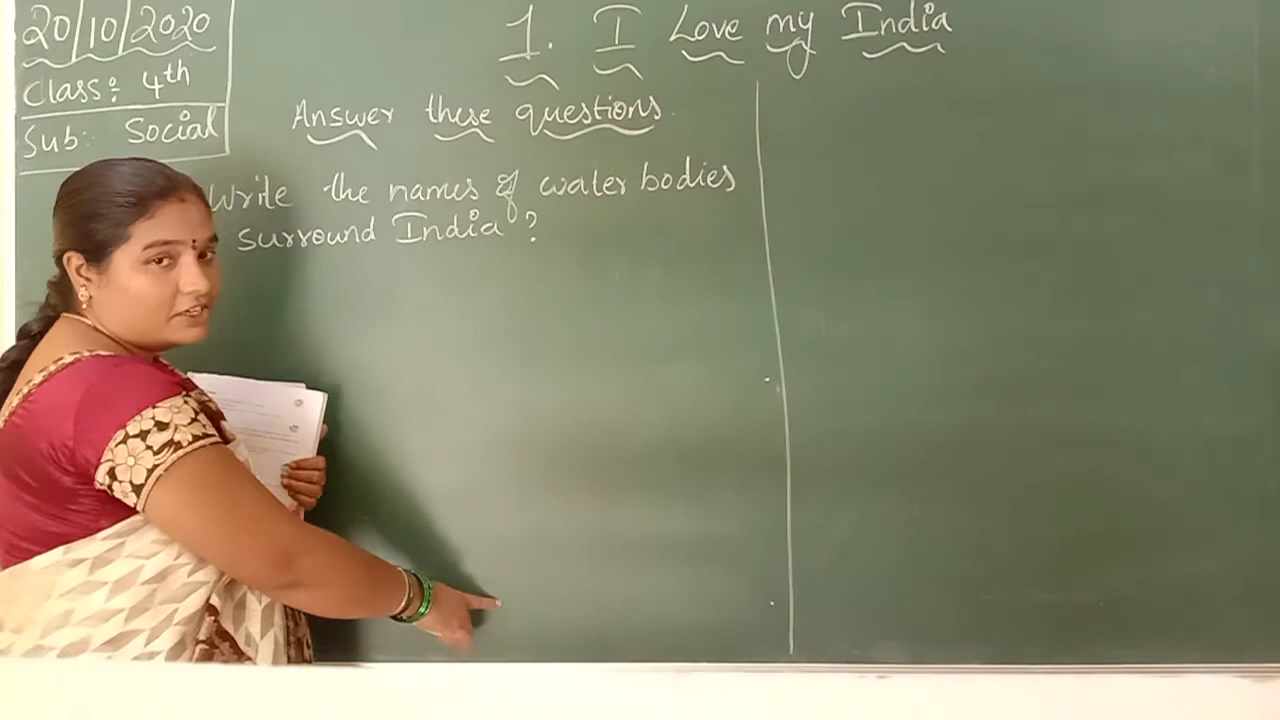 20/10/2020
Class: 4th
Sub: Social
1. I Love my India
Answer these questions.
Write the names of water bodies
surround India?